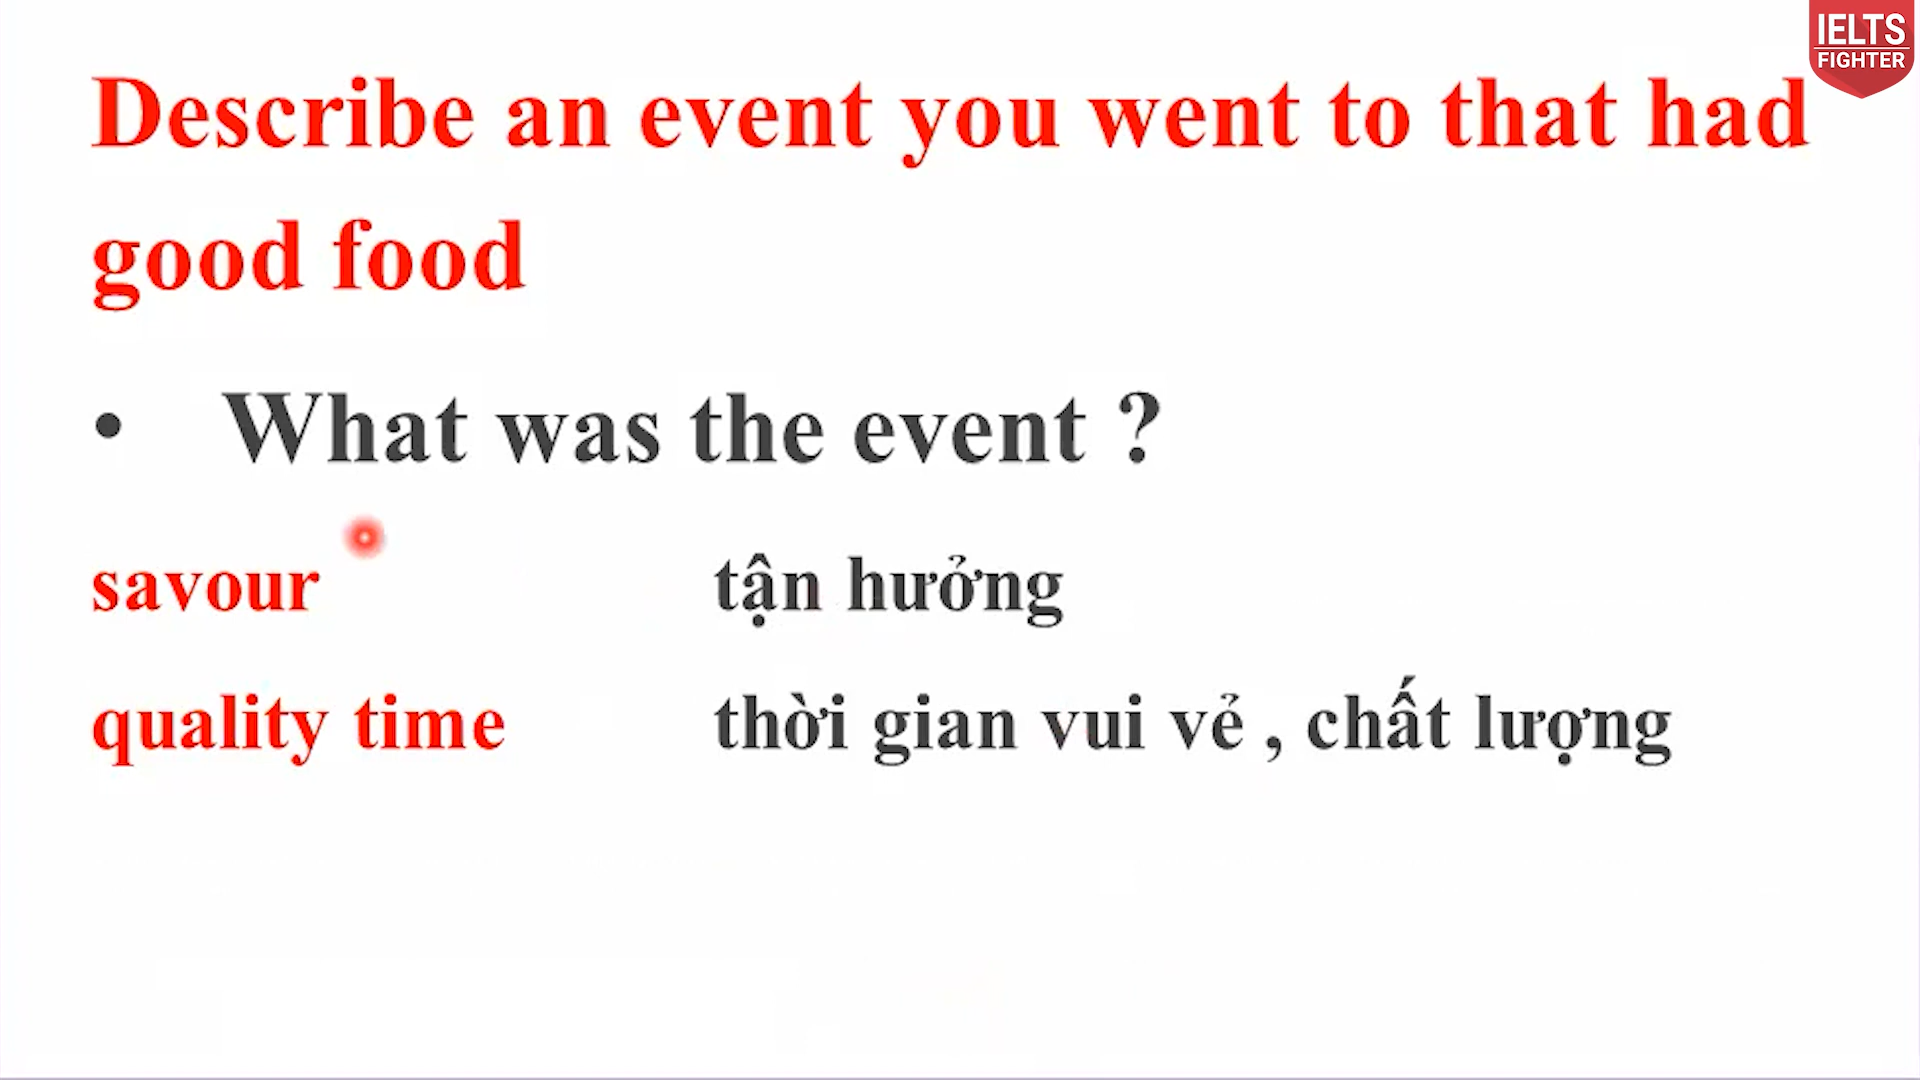 IELTS
FIGHTER
Describe an event you went to that had
good food
• What was the event ?
savour tận hưởng
quality time thời gian vui vẻ , chất lượng